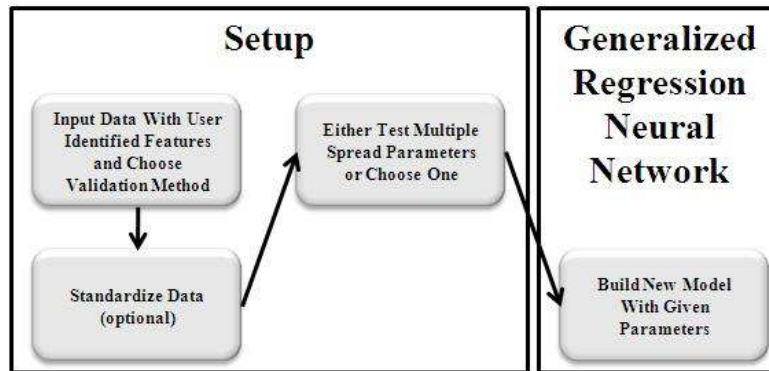 Setup
Input Data With User
Identified Features
and Choose
Validation Method
Standardize Data
(optional)
Either Test Multiple
Spread Parameters
or Choose One
Generalized
Regression
Neural
Network
Build New Model
With Given
Parameters